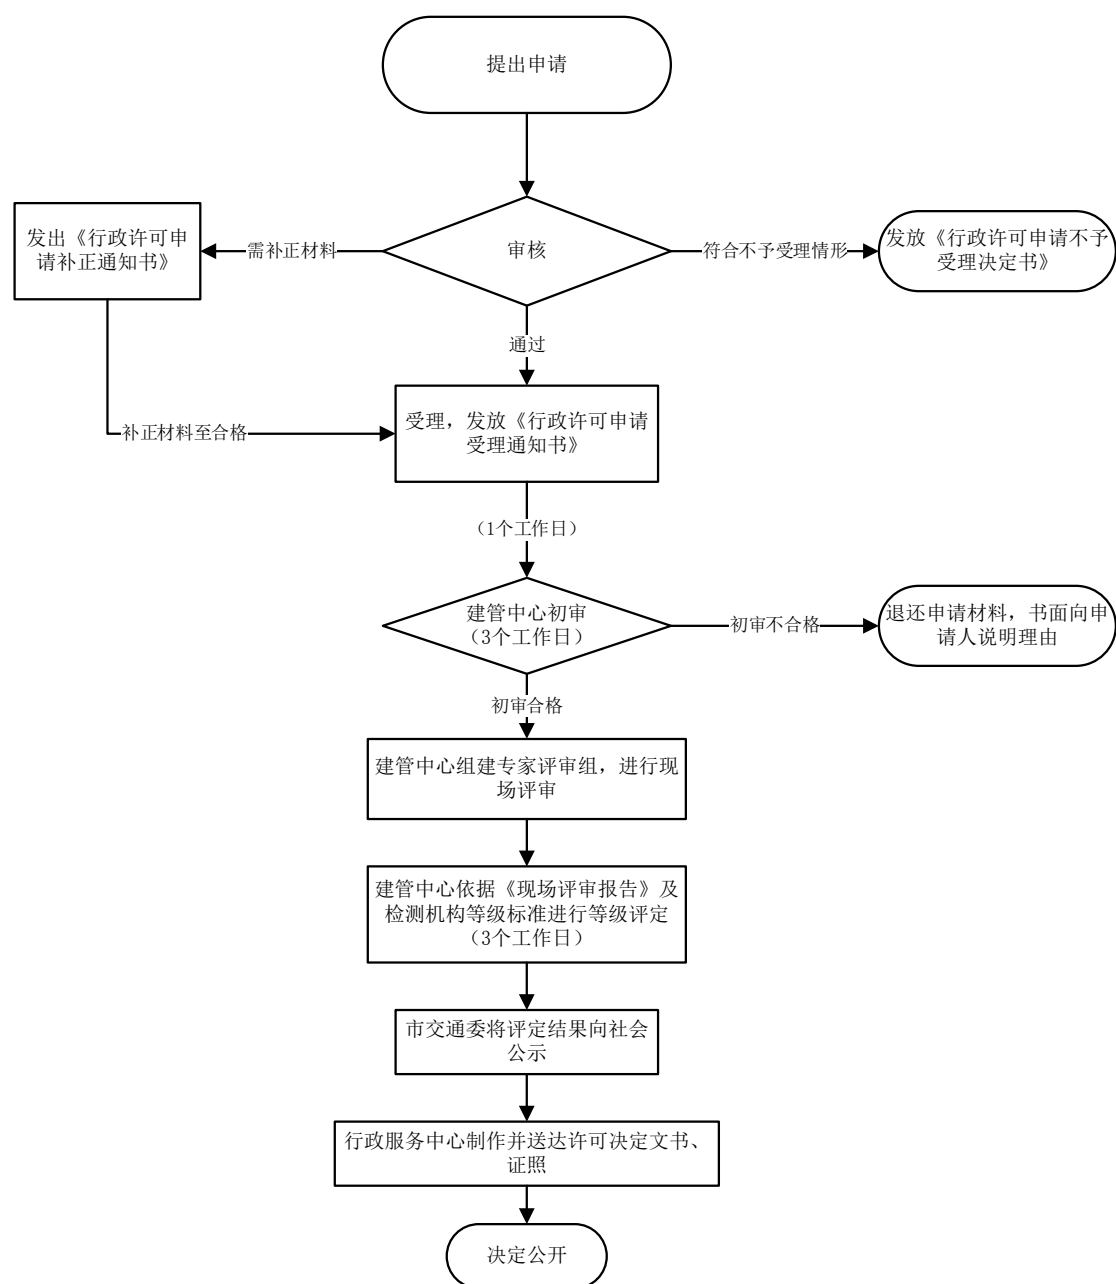 提出申请
发出《行政许可申
请补正通知书》
需补正材料
审核
符合不予受理情形
发放《行政许可申请不予
受理决定书》
通过
补正材料至合格
受理，发放《行政许可申请
受理通知书》
（1个工作日）
建管中心初审
（3个工作日）
初审不合格
退还申请材料，书面向申
请人说明理由
初审合格
建管中心组建专家评审组，进行现
场评审
建管中心依据《现场评审报告》及
检测机构等级标准进行等级评定
（3个工作日）
市交通委将评定结果向社会
公示
行政服务中心制作并送达许可决定文书、
证照
决定公开